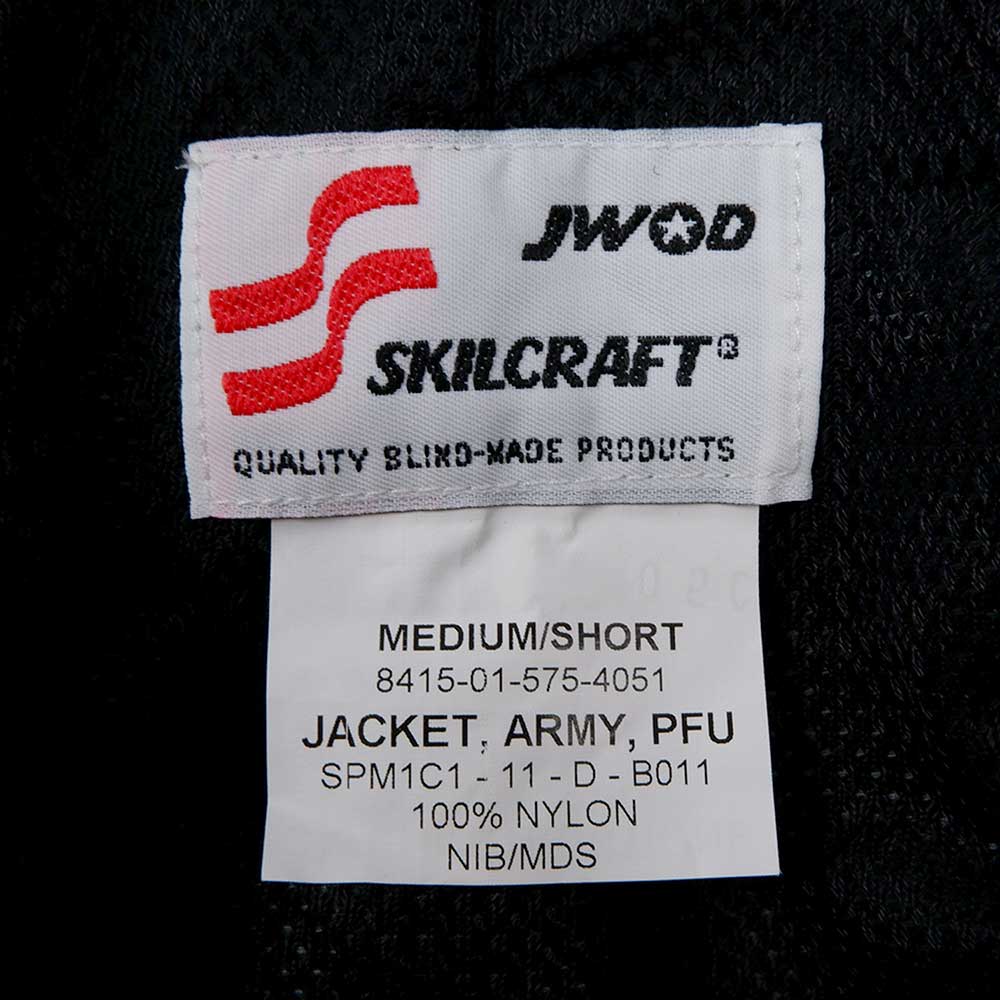 JWOD
SKILCRAFT®
QUALITY BLIND-MADE PRODUCTS
MEDIUM/SHORT
8415-01-575-4051
JACKET, ARMY, PFU
SPM1C1 - 11 - D - B011
100% NYLON
NIB/MDS